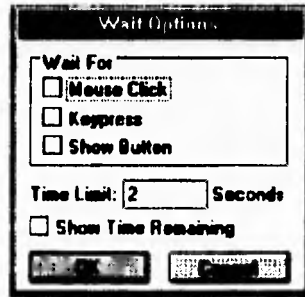 Wait Options
Wait For
Mouse Click
Keypress
Show Button
Time Limit: 2 Seconds
Show Time Remaining
OK Cancel